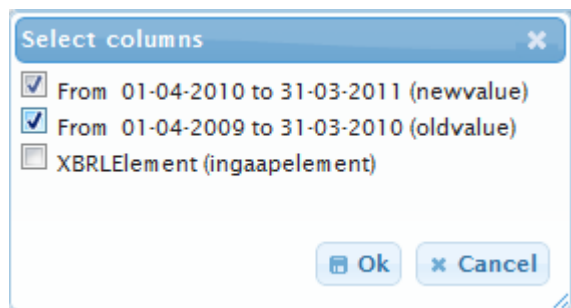 Select columns
From 01-04-2010 to 31-03-2011 (newvalue)
From 01-04-2009 to 31-03-2010 (oldvalue)
XBRLElement (ingaapelement)
Ok Cancel